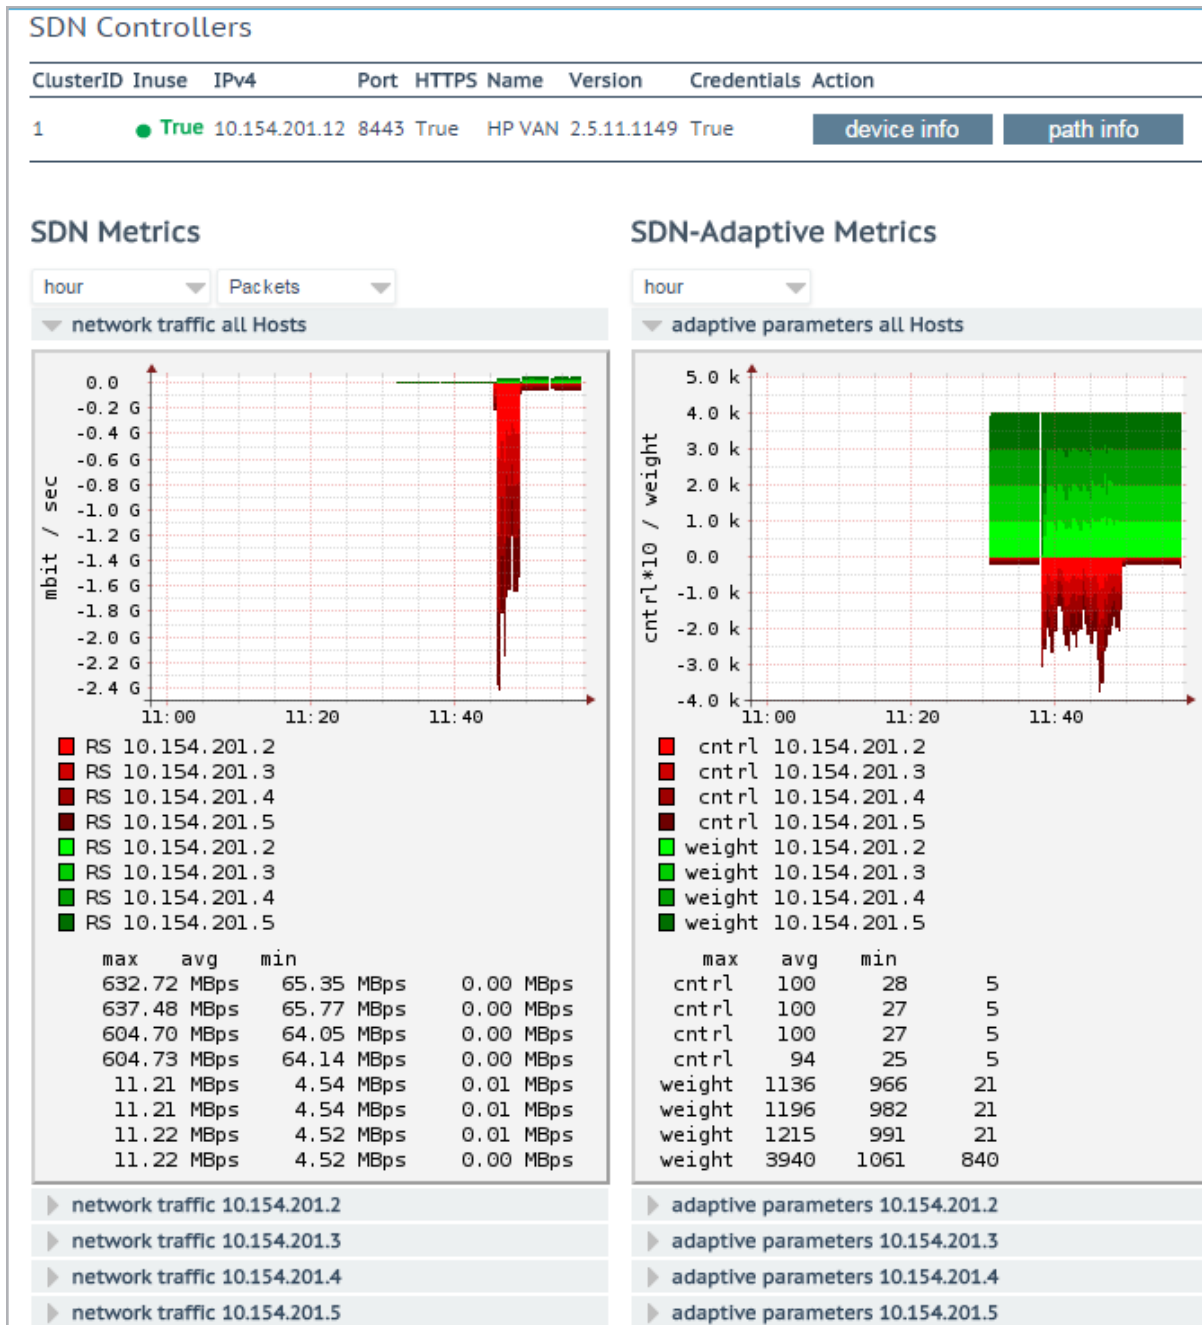 SDN Controllers
ClusterID Inuse IPv4 Port HTTPS Name Version Credentials Action
1 True 10.154.201.12 8443 True HP VAN 2.5.11.1149 True device info path info
SDN Metrics
hour Packets
network traffic all Hosts
mbit / sec
0.0
-0.2 G
-0.4 G
-0.6 G
-0.8 G
-1.0 G
-1.2 G
-1.4 G
-1.6 G
-1.8 G
-2.0 G
-2.2 G
-2.4 G
11:00 11:20 11:40
RS 10.154.201.2
RS 10.154.201.3
RS 10.154.201.4
RS 10.154.201.5
RS 10.154.201.2
RS 10.154.201.3
RS 10.154.201.4
RS 10.154.201.5
max avg min
632.72 MBps 65.35 MBps 0.00 MBps
637.48 MBps 65.77 MBps 0.00 MBps
604.70 MBps 64.05 MBps 0.00 MBps
604.73 MBps 64.14 MBps 0.00 MBps
11.21 MBps 4.54 MBps 0.01 MBps
11.21 MBps 4.54 MBps 0.01 MBps
11.22 MBps 4.52 MBps 0.01 MBps
11.22 MBps 4.52 MBps 0.00 MBps
network traffic 10.154.201.2
network traffic 10.154.201.3
network traffic 10.154.201.4
network traffic 10.154.201.5
SDN-Adaptive Metrics
hour
adaptive parameters all Hosts
cntrl*10 / weight
5.0 k
4.0 k
3.0 k
2.0 k
1.0 k
0.0
-1.0 k
-2.0 k
-3.0 k
-4.0 k
11:00 11:20 11:40
cntrl 10.154.201.2
cntrl 10.154.201.3
cntrl 10.154.201.4
cntrl 10.154.201.5
weight 10.154.201.2
weight 10.154.201.3
weight 10.154.201.4
weight 10.154.201.5
max avg min
cntrl 100 28 5
cntrl 100 27 5
cntrl 100 27 5
cntrl 94 25 5
weight 1136 966 21
weight 1196 982 21
weight 1215 991 21
weight 3940 1061 840
adaptive parameters 10.154.201.2
adaptive parameters 10.154.201.3
adaptive parameters 10.154.201.4
adaptive parameters 10.154.201.5